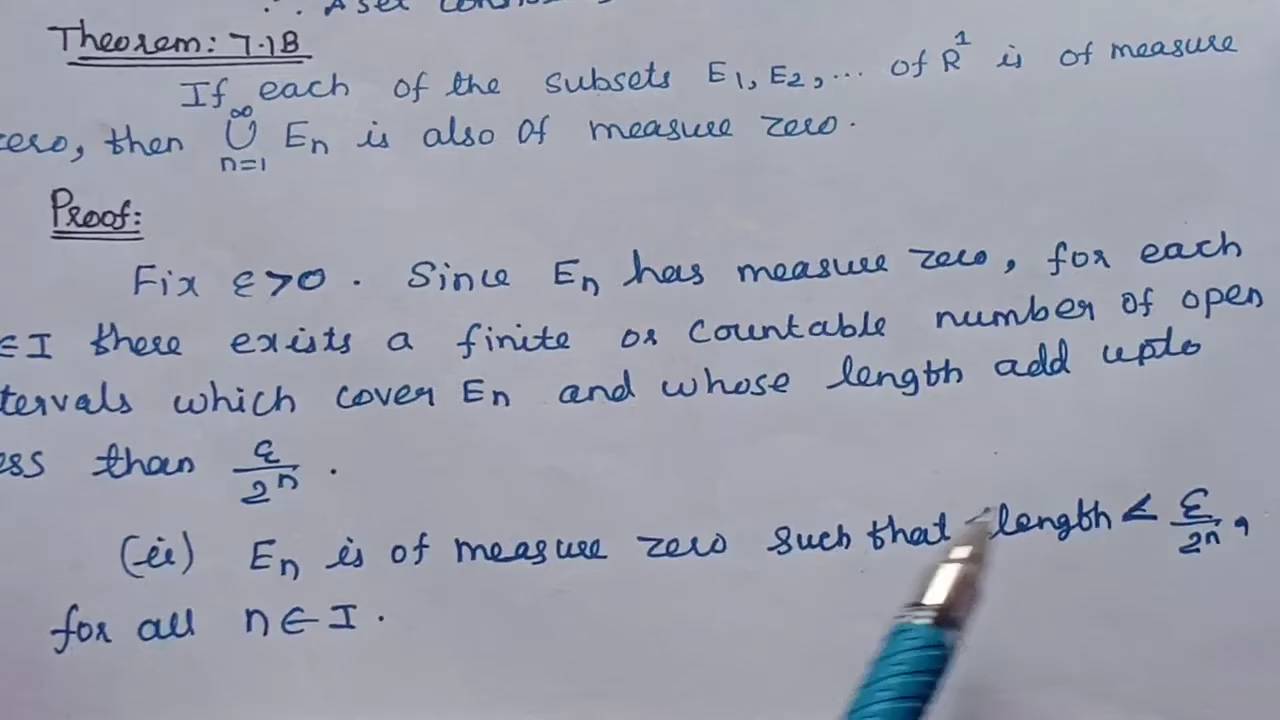 ∴ A set
Theorem: 7.1B
If each of the subsets E₁, E₂, ... of R¹ is of measure
zero, then ∞⋃n=1 Eₙ is also of measure zero.
Proof:
Fix ε>0. Since Eₙ has measure zero, for each
∈I there exists a finite or countable number of open
tervals which cover Eₙ and whose length add upto
ess than ε/2ⁿ.
(ie) Eₙ is of measure zero such that length < ε/2ⁿ,
for all n∈I.